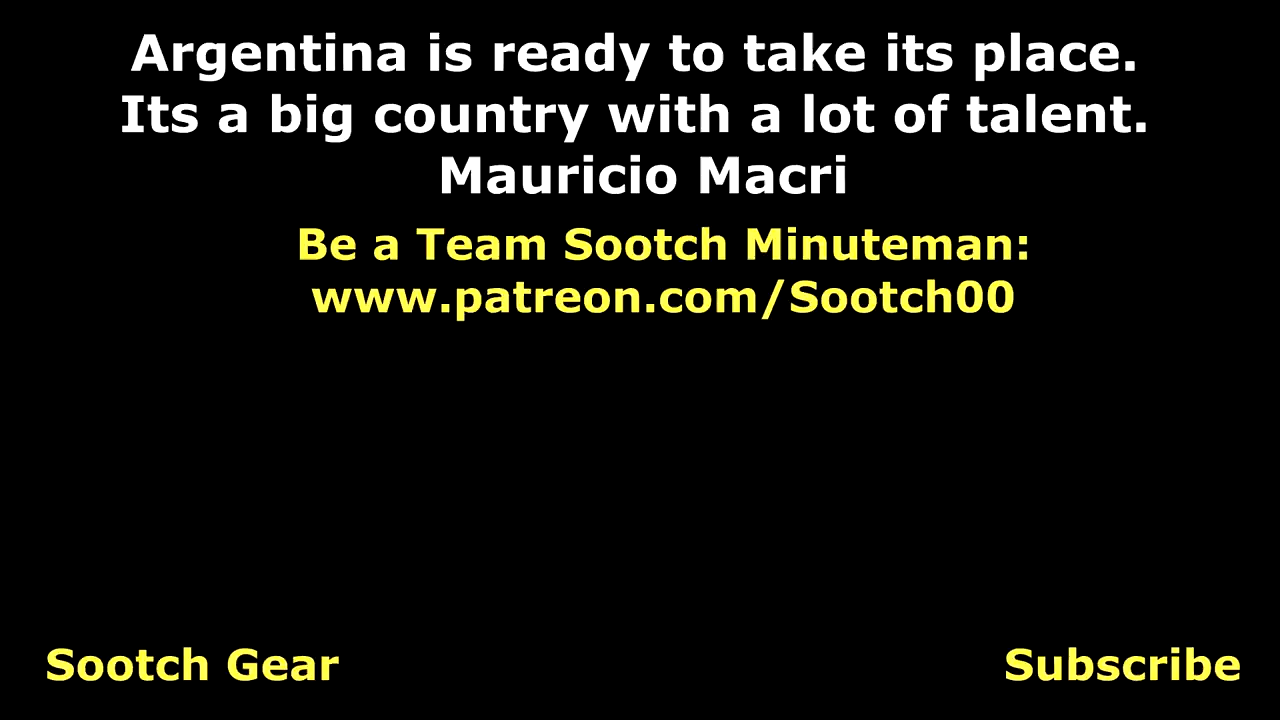 Argentina is ready to take its place.
Its a big country with a lot of talent.
Mauricio Macri
Be a Team Sootch Minuteman:
www.patreon.com/Sootch00
Sootch Gear
Subscribe